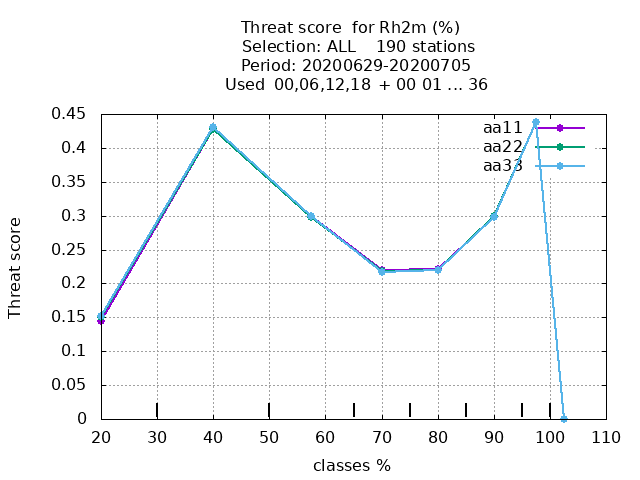 Threat score  for Rh2m (%)
Selection: ALL    190 stations
Period: 20200629-20200705
Used  00,06,12,18  + 00 01 ... 36
aa11
aa22
aa33
Threat score
0.45
0.4
0.35
0.3
0.25
0.2
0.15
0.1
0.05
0
20 30 40 50 60 70 80 90 100 110
classes %